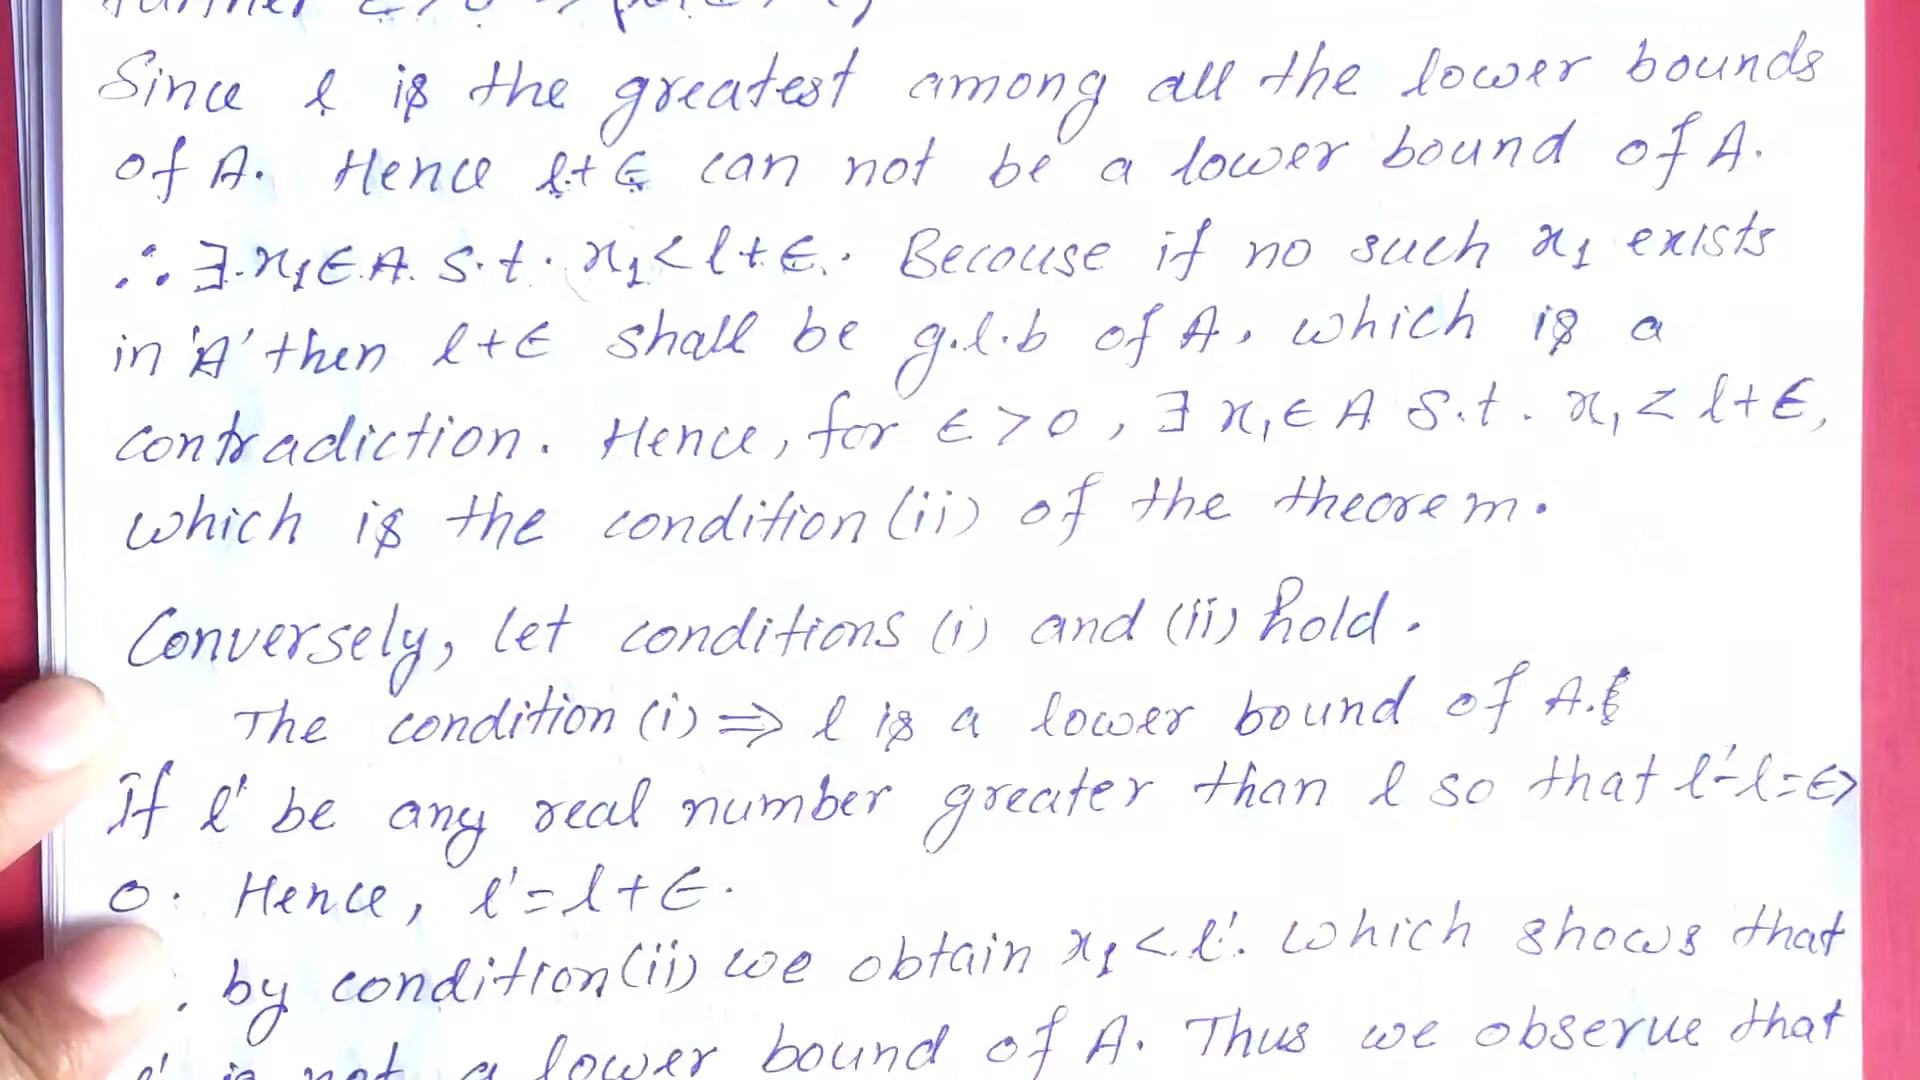 Since l is the greatest among all the lower bounds
of A. Hence l+ϵ can not be a lower bound of A.
∴ ∃ x₁ ∈ A. s.t. x₁ < l+ϵ. Because if no such x₁ exists
in 'A' then l+ϵ shall be g.l.b of A, which is a
contradiction. Hence, for ϵ > 0, ∃ x₁ ∈ A s.t. x₁ < l+ϵ,
which is the condition (ii) of the theorem.
Conversely, let conditions (i) and (ii) hold.
The condition (i) ⇒ l is a lower bound of A.
If l' be any real number greater than l so that l'-l=ϵ>
0. Hence, l'=l+ϵ.
by condition (ii) we obtain x₁ < l'. which shows that
l' is not a lower bound of A. Thus we observe that